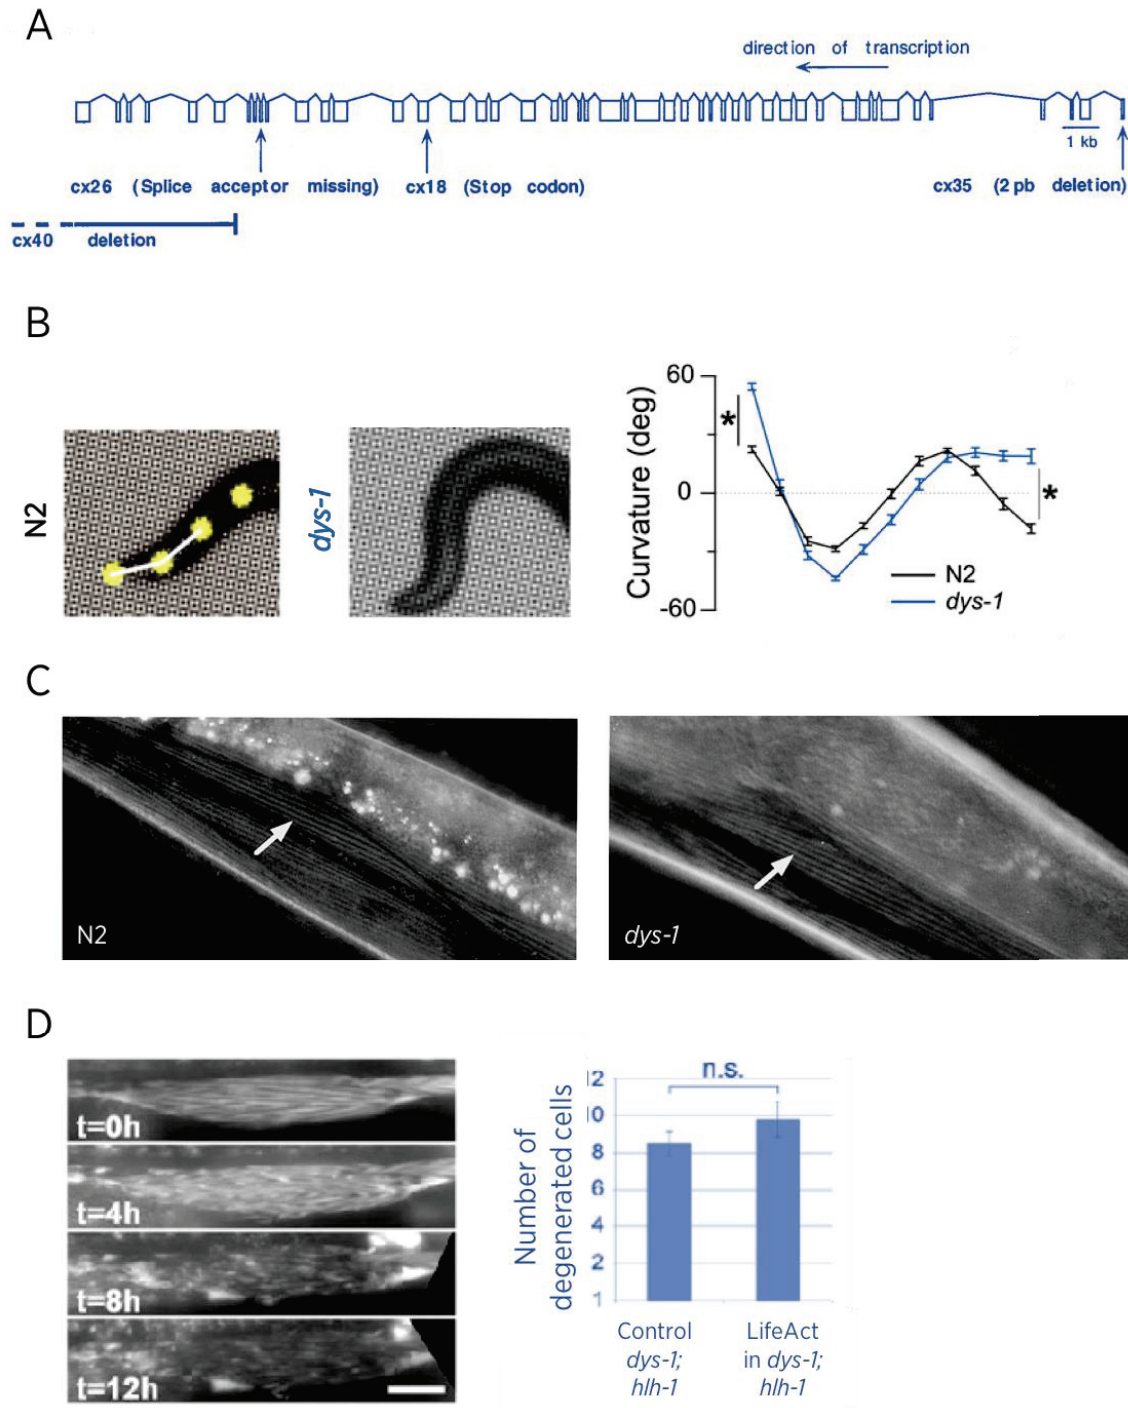 A
direction of transcription
1 kb
cx26 (Splice acceptor missing) cx18 (Stop codon) cx35 (2 pb deletion)
cx40 deletion
B
N2
dys-1
Curvature (deg)
60
0
-60
*
*
N2
dys-1
C
N2
dys-1
D
t=0h
t=4h
t=8h
t=12h
Number of
degenerated cells
n.s.
12
10
8
6
4
2
1
Control
dys-1;
hlh-1
LifeAct
in dys-1;
hlh-1